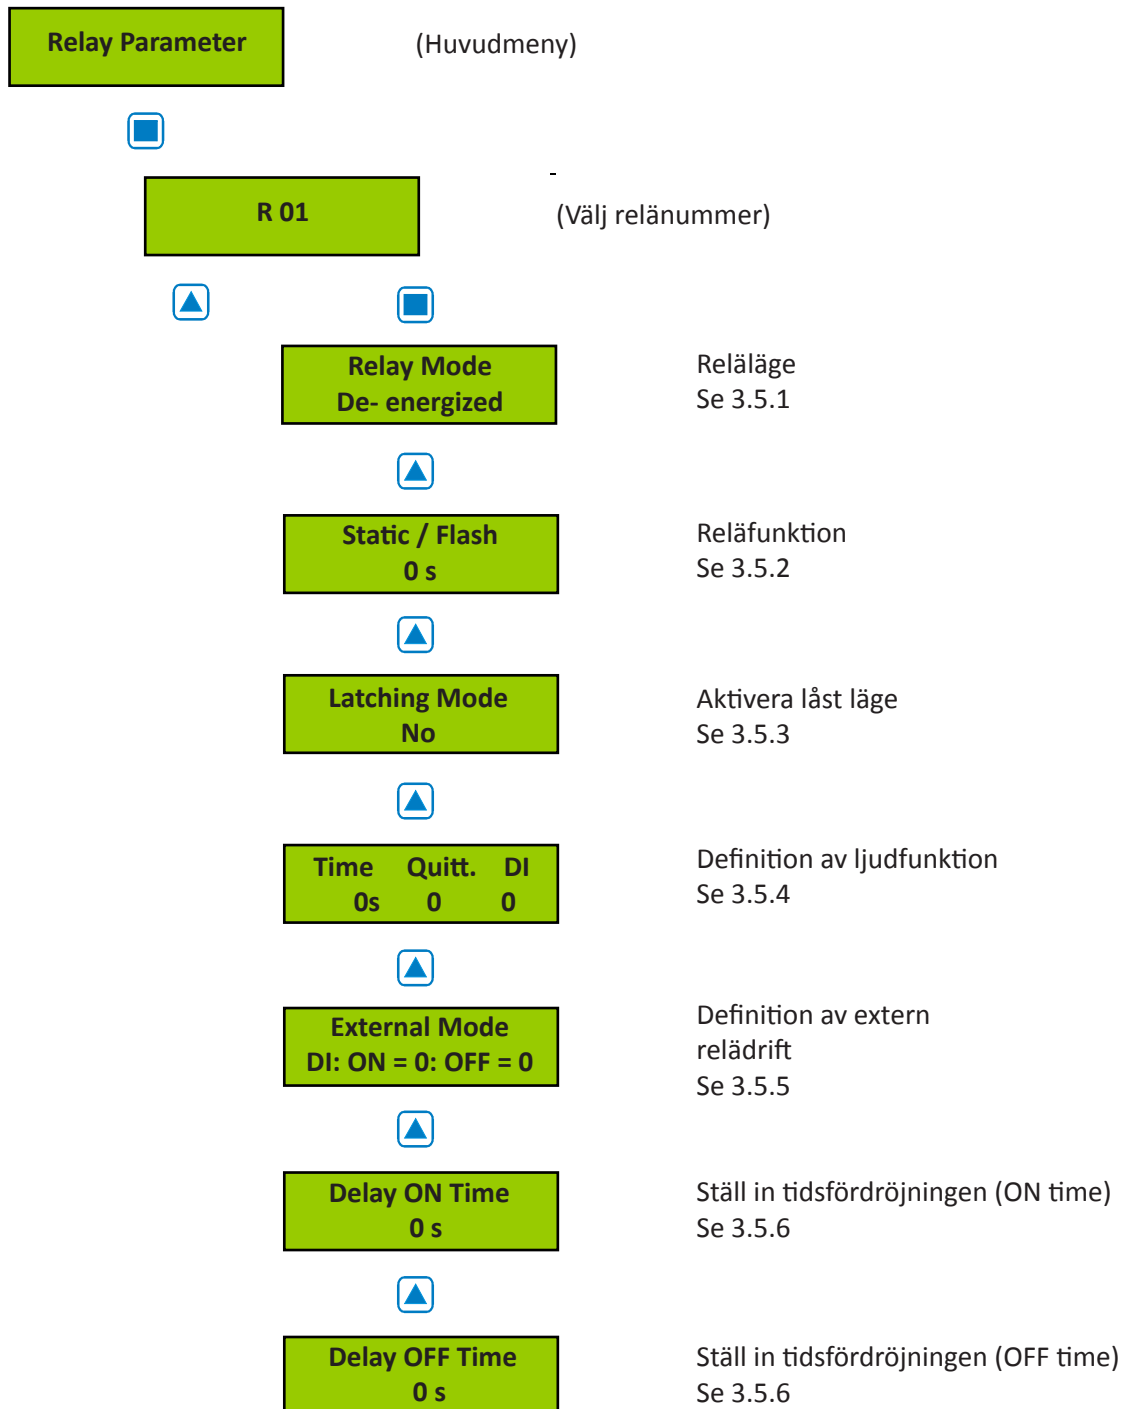 Relay Parameter
(Huvudmeny)
R 01
(Välj relänummer)
Relay Mode
De- energized
Reläläge
Se 3.5.1
Static / Flash
0 s
Reläfunktion
Se 3.5.2
Latching Mode
No
Aktivera låst läge
Se 3.5.3
Time Quitt. DI
0s 0 0
Definition av ljudfunktion
Se 3.5.4
External Mode
DI: ON = 0: OFF = 0
Definition av extern
relädrift
Se 3.5.5
Delay ON Time
0 s
Ställ in tidsfördröjningen (ON time)
Se 3.5.6
Delay OFF Time
0 s
Ställ in tidsfördröjningen (OFF time)
Se 3.5.6